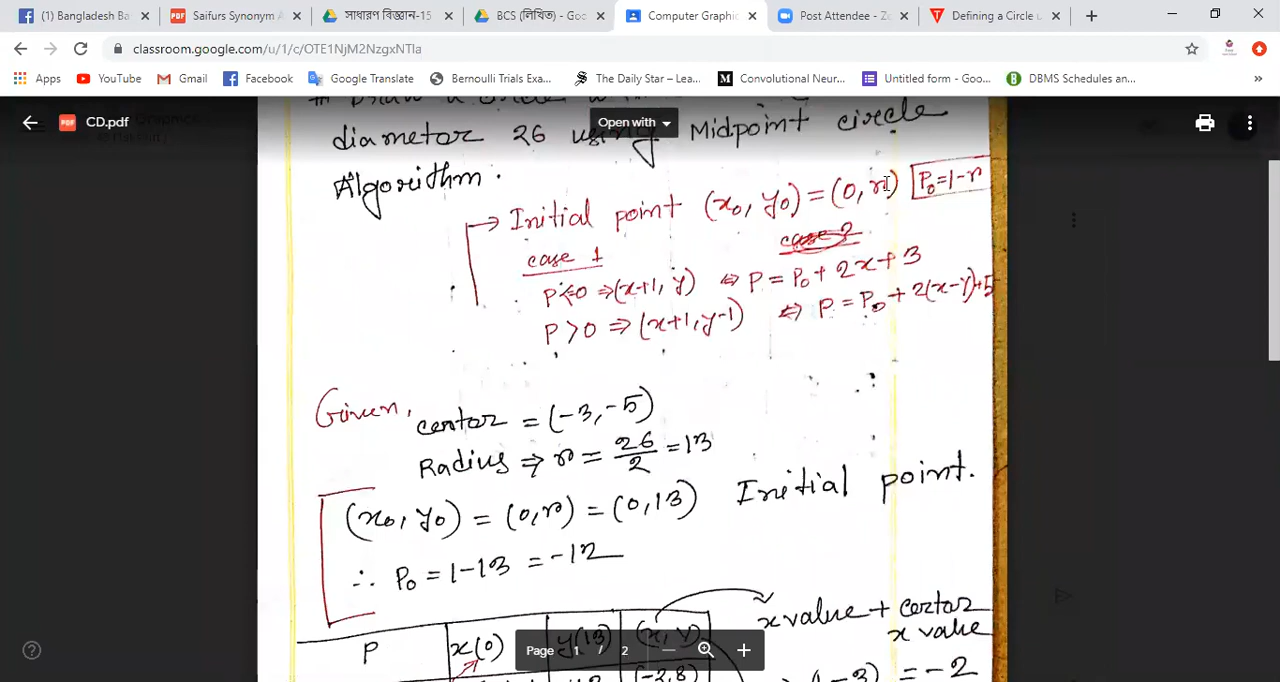 Bangladesh Ba
Saifurs Synonym A
সাধারণ বিজ্ঞান-15
BCS (লিখিত) - Goo
Computer Graphic
Post Attendee - Zo
Defining a Circle u
classroom.google.com/u/1/c/OTE1NjM2NzgxNTla
Apps
YouTube
Gmail
Facebook
Google Translate
Bernoulli Trials Exa...
The Daily Star – Lea...
Convolutional Neur...
Untitled form - Goo...
DBMS Schedules an...
CD.pdf
Open with
diametor 26 using Midpoint circle
Algorithm.
→ Initial point (x₀, y₀) = (0, r) P₀=1-r
case 1
P<0 ⇒ (x+1, y) ⇔ P = P₀ + 2x + 3
P>0 ⇒ (x+1, y-1) ⇔ P = P₀ + 2(x-y)+5
Given,
centar = (-3, -5)
Radius ⇒ r = 26/2 = 13
(x₀, y₀) = (0, r) = (0, 13) Initial point.
∴ P₀ = 1-13 = -12
x value + centar
x value
P x(0) y(13) (x, y)
(-3) = -2
Page 1 / 2